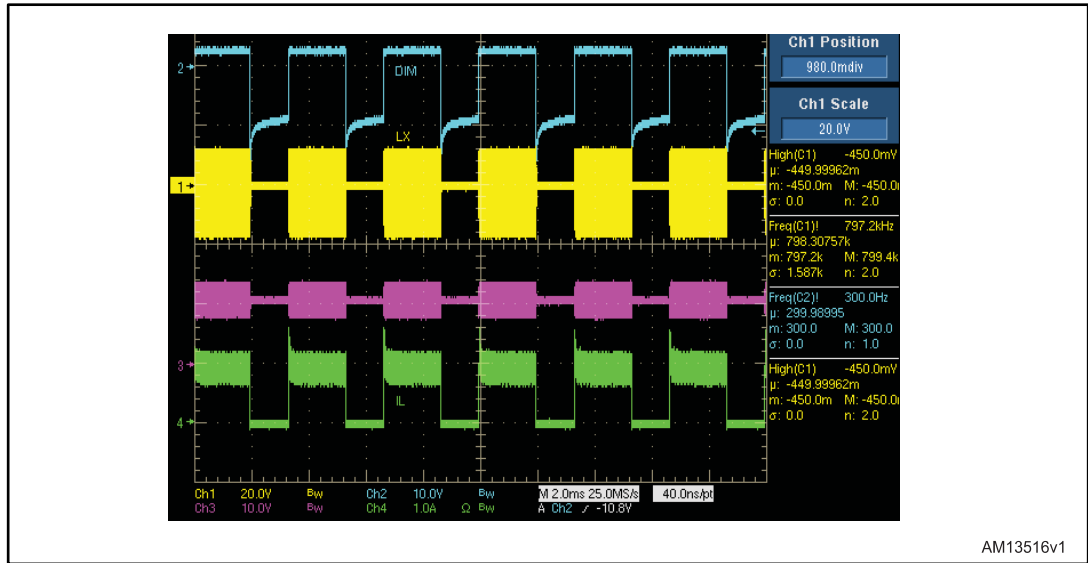 Ch1 Position
980.0mdiv
2
DIM
Ch1 Scale
20.0V
LX
High(C1) -450.0mV
µ: -449.99962m
m: -450.0m M: -450.0
σ: 0.0 n: 2.0
1
Freq(C1)! 797.2kHz
µ: 798.30757k
m: 797.2k M: 799.4k
σ: 1.587k n: 2.0
Freq(C2)! 300.0Hz
µ: 299.98995
m: 300.0 M: 300.0
σ: 0.0 n: 1.0
3
High(C1) -450.0mV
µ: -449.99962m
m: -450.0m M: -450.0
σ: 0.0 n: 2.0
IL
4
Ch1 20.0V Bw Ch2 10.0V Bw M 2.0ms 25.0MS/s 40.0ns/pt
Ch3 10.0V Bw Ch4 1.0A Ω Bw A Ch2 -10.8V
AM13516v1